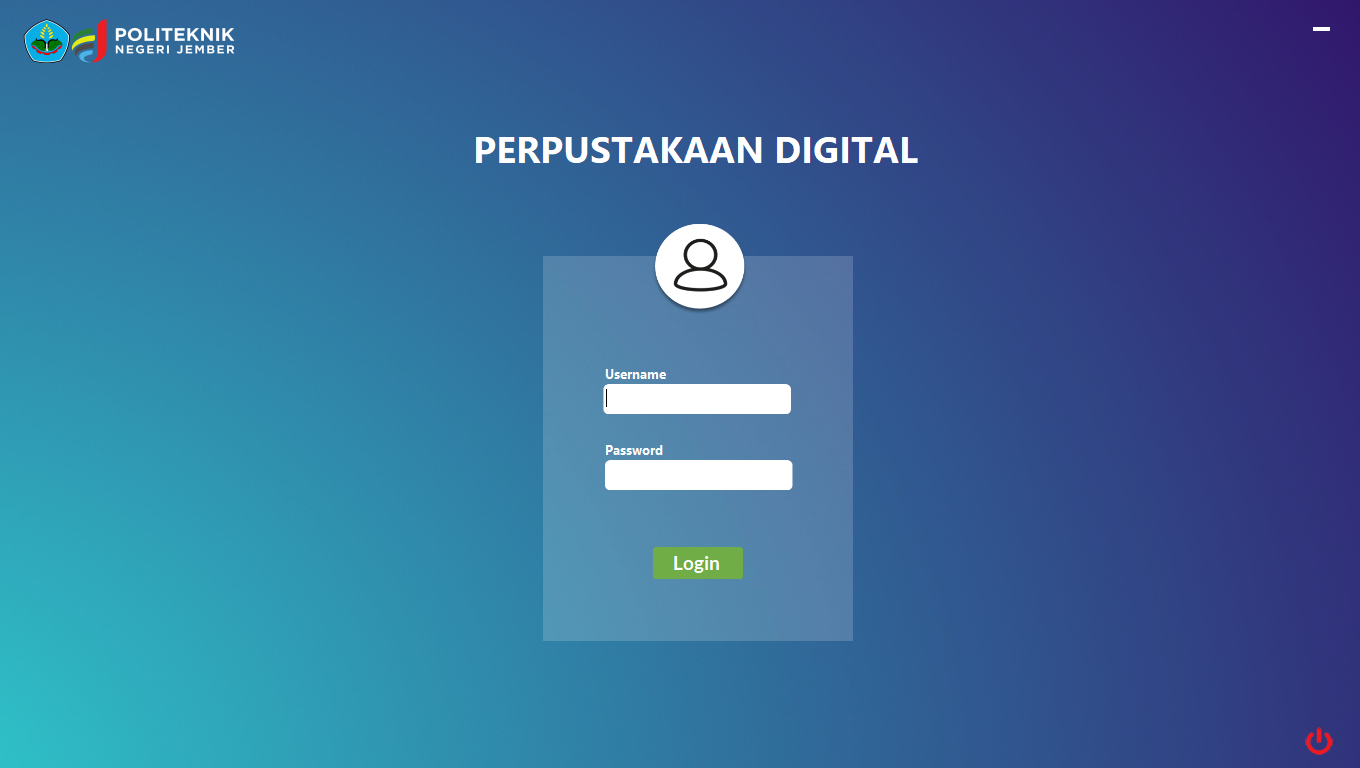 POLITEKNIK
NEGERI JEMBER
PERPUSTAKAAN DIGITAL
Username
Password
Login